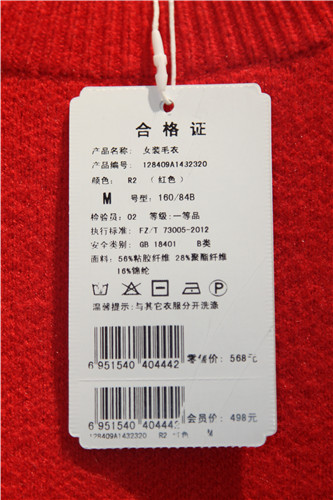 合格证
产品名称: 女装毛衣
产品编号: 128409A1432320
颜色: R2 (红色)
M 号型: 160/84B
检验员: 02 等级:一等品
执行标准: FZ/T 73005-2012
安全类别: GB 18401 B类
面料: 56%粘胶纤维 28%聚酯纤维
16%锦纶
温馨提示:与其它衣服分开洗涤
6 951540 404442
零售价: 568元
6 951540 404442
会员价: 498元
128409A1432320 R2 红色